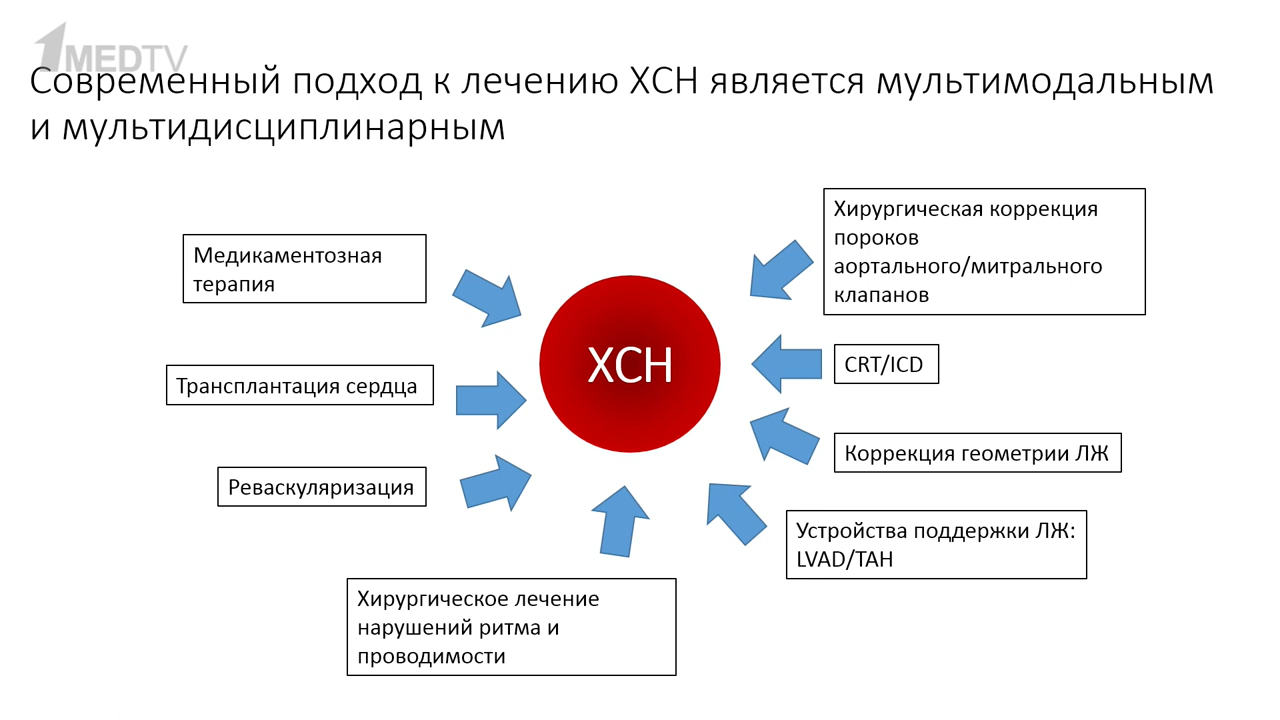 1MEDTV
Современный подход к лечению ХСН является мультимодальным
и мультидисциплинарным
Медикаментозная
терапия
Трансплантация сердца
Реваскуляризация
Хирургическое лечение
нарушений ритма и
проводимости
ХСН
Хирургическая коррекция
пороков
аортального/митрального
клапанов
CRT/ICD
Коррекция геометрии ЛЖ
Устройства поддержки ЛЖ:
LVAD/TAH